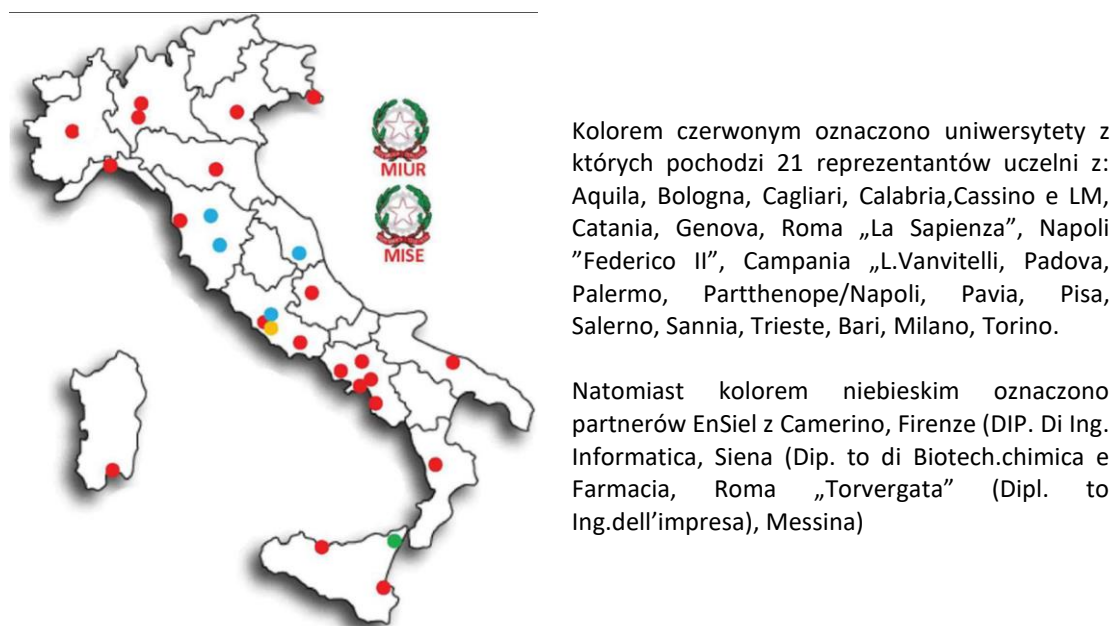 MIUR
MISE
Kolorem czerwonym oznaczono uniwersytety z
których pochodzi 21 reprezentantów uczelni z:
Aquila, Bologna, Cagliari, Calabria,Cassino e LM,
Catania, Genova, Roma „La Sapienza”, Napoli
”Federico II”, Campania „L.Vanvitelli, Padova,
Palermo, Partthenope/Napoli, Pavia, Pisa,
Salerno, Sannia, Trieste, Bari, Milano, Torino.
Natomiast kolorem niebieskim oznaczono
partnerów EnSiel z Camerino, Firenze (DIP. Di Ing.
Informatica, Siena (Dip. to di Biotech.chimica e
Farmacia, Roma „Torvergata” (Dipl. to
Ing.dell’impresa), Messina)